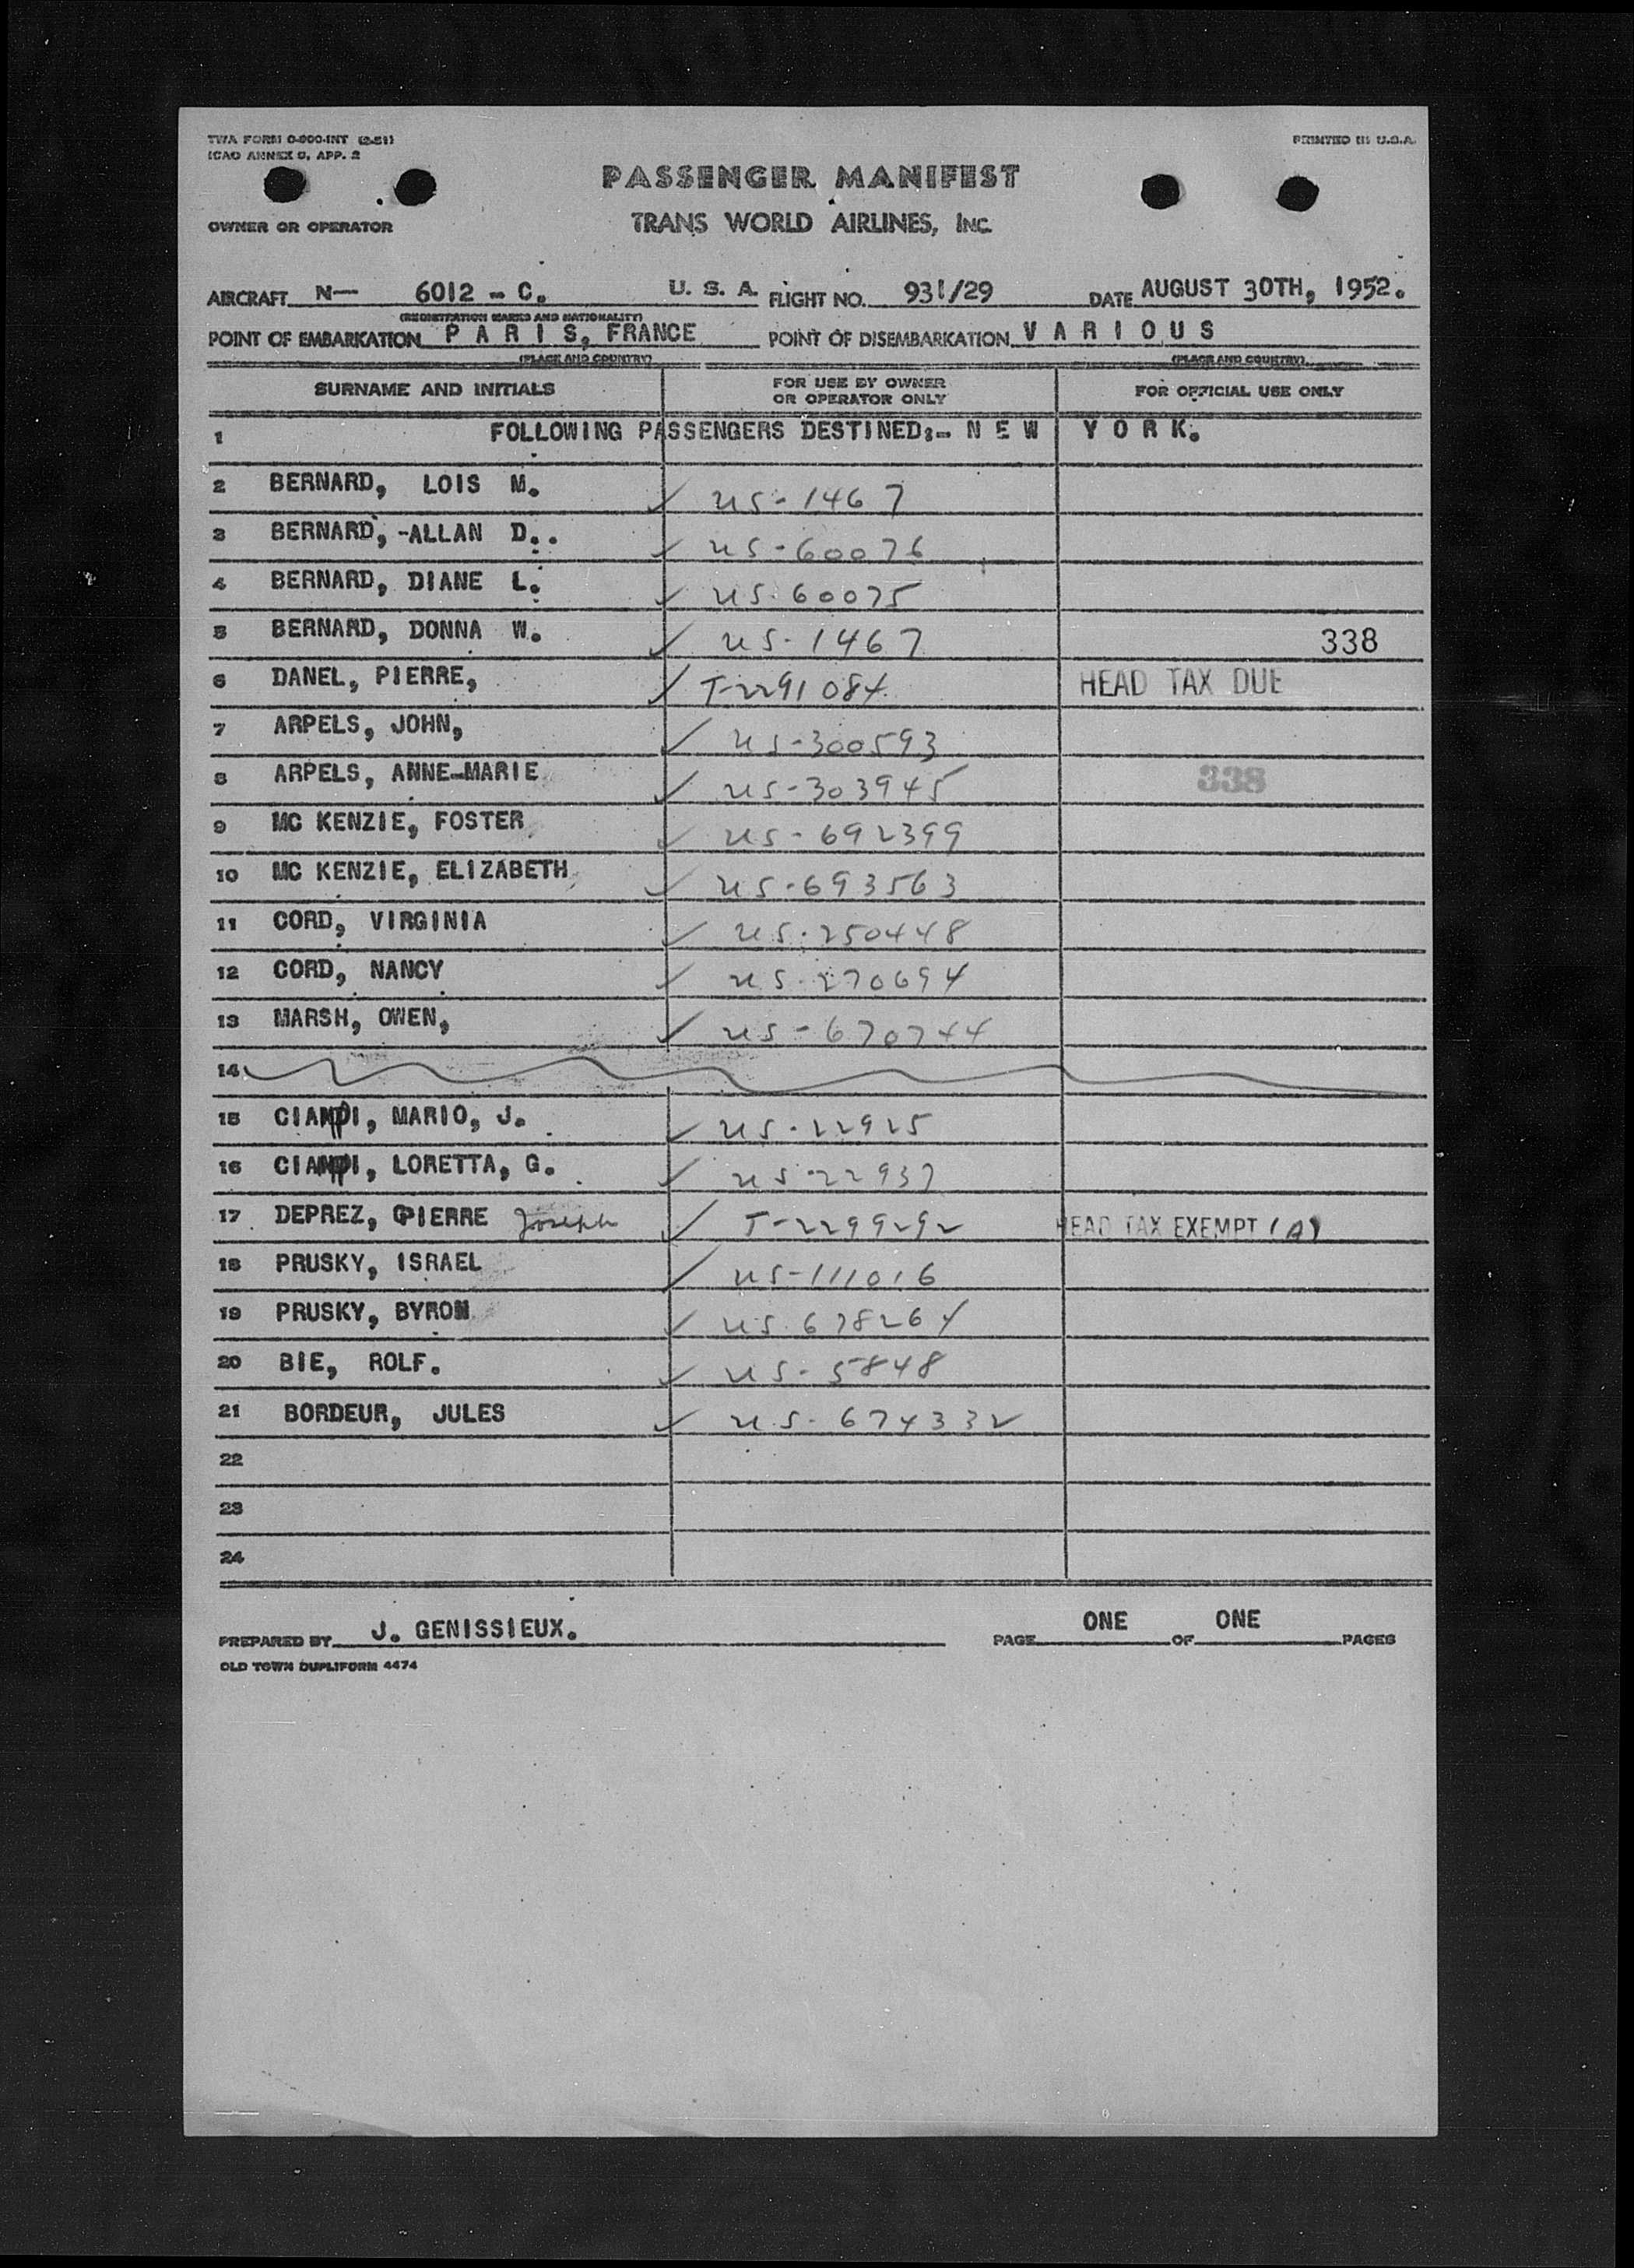 TWA FORM O-900-INT (2-51)
ICAO ANNEX 9, APP. 2
PRINTED IN U.S.A.
PASSENGER MANIFEST
OWNER OR OPERATOR TRANS WORLD AIRLINES, INC.
AIRCRAFT N— 6012 - C. U. S. A. FLIGHT NO. 931/29 DATE AUGUST 30TH, 1952.
(REGISTRATION MARKS AND NATIONALITY)
POINT OF EMBARKATION P A R I S, FRANCE POINT OF DISEMBARKATION V A R I O U S
(PLACE AND COUNTRY) (PLACE AND COUNTRY)
SURNAME AND INITIALS FOR USE BY OWNER OR OPERATOR ONLY FOR OFFICIAL USE ONLY
1 FOLLOWING PASSENGERS DESTINED:- N E W Y O R K.
2 BERNARD, LOIS M. ✓ US-1467
3 BERNARD, -ALLAN D.. ✓ US-60076
4 BERNARD, DIANE L. ✓ US-60075
5 BERNARD, DONNA W. ✓ US-1467 338
6 DANEL, PIERRE, ✓ T-2291084 HEAD TAX DUE
7 ARPELS, JOHN, ✓ US-300593
8 ARPELS, ANNE-MARIE ✓ US-303945 338
9 MC KENZIE, FOSTER ✓ US-692399
10 MC KENZIE, ELIZABETH ✓ US-693563
11 CORD, VIRGINIA ✓ US-250448
12 CORD, NANCY ✓ US-270694
13 MARSH, OWEN, ✓ US-670744
14
15 MARIO, J. ✓ US-22925
16 LORETTA, G. ✓ US-22937
17 DEPREZ, PIERRE Joseph ✓ T-2299292 HEAD TAX EXEMPT (A)
18 PRUSKY, ISRAEL ✓ US-111016
19 PRUSKY, BYRON ✓ US-678264
20 BIE, ROLF. ✓ US-5848
21 BORDEUR, JULES ✓ US-674332
22
23
24
PREPARED BY J. GENISSIEUX. PAGE ONE OF ONE PAGES
OLD TOWN DUPLIFORM 4474